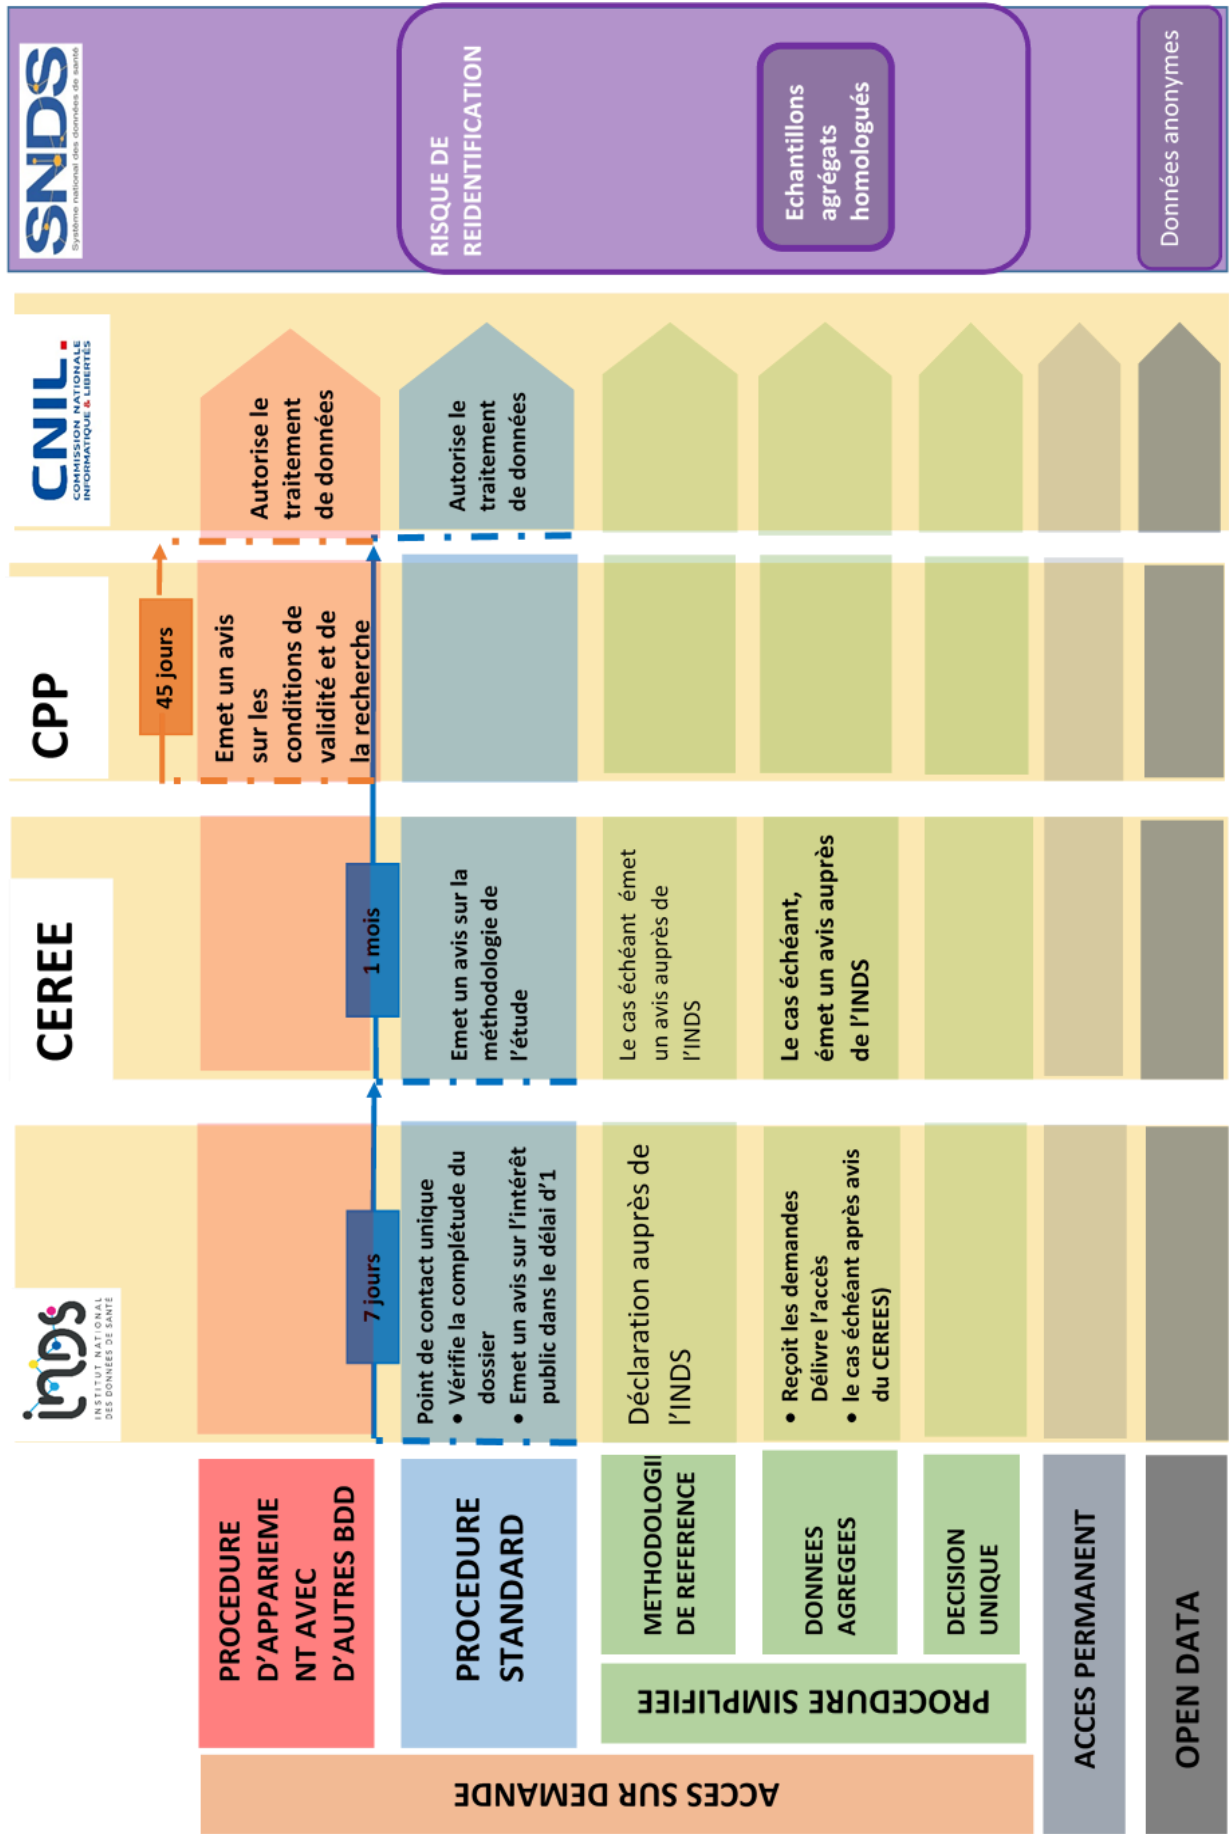 inDS
INSTITUT NATIONAL
DES DONNÉES DE SANTÉ
CEREE
CPP
CNIL.
COMMISSION NATIONALE
INFORMATIQUE & LIBERTÉS
SNDS
Système national des données de santé
45 jours
ACCES SUR DEMANDE
PROCEDURE
D'APPARIEME
NT AVEC
D'AUTRES BDD
Emet un avis
sur les
conditions de
validité et de
la recherche
Autorise le
traitement
de données
7 jours
1 mois
PROCEDURE
STANDARD
Point de contact unique
• Vérifie la complétude du
dossier
• Emet un avis sur l'intérêt
public dans le délai d'1
Emet un avis sur la
méthodologie de
l'étude
Autorise le
traitement
de données
RISQUE DE
REIDENTIFICATION
PROCEDURE SIMPLIFIEE
METHODOLOGI
DE REFERENCE
Déclaration auprès de
l'INDS
Le cas échéant émet
un avis auprès de
l'INDS
DONNEES
AGREGEES
• Reçoit les demandes
Délivre l'accès
• le cas échéant après avis
du CEREES)
Le cas échéant,
émet un avis auprès
de l'INDS
Echantillons
agrégats
homologués
DECISION
UNIQUE
ACCES PERMANENT
OPEN DATA
Données anonymes